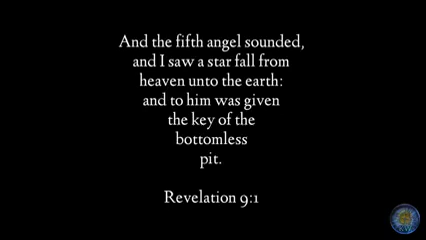 And the fifth angel sounded,
and I saw a star fall from
heaven unto the earth:
and to him was given
the key of the
bottomless
pit.
Revelation 9:1